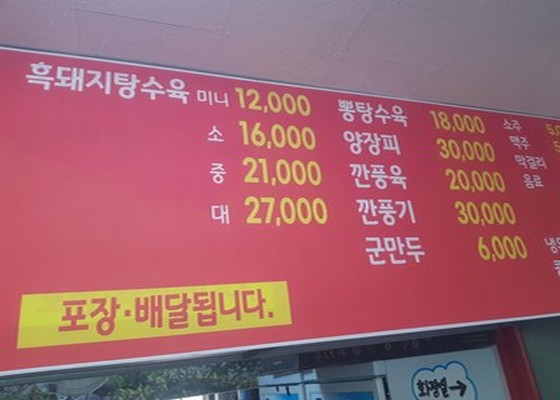 흑돼지탕수육 미니 12,000
소 16,000
중 21,000
대 27,000
뽕탕수육 18,000
양장피 30,000
깐풍육 20,000
깐풍기 30,000
군만두 6,000
소주
맥주
막걸리
음료
포장·배달됩니다.
화장실→